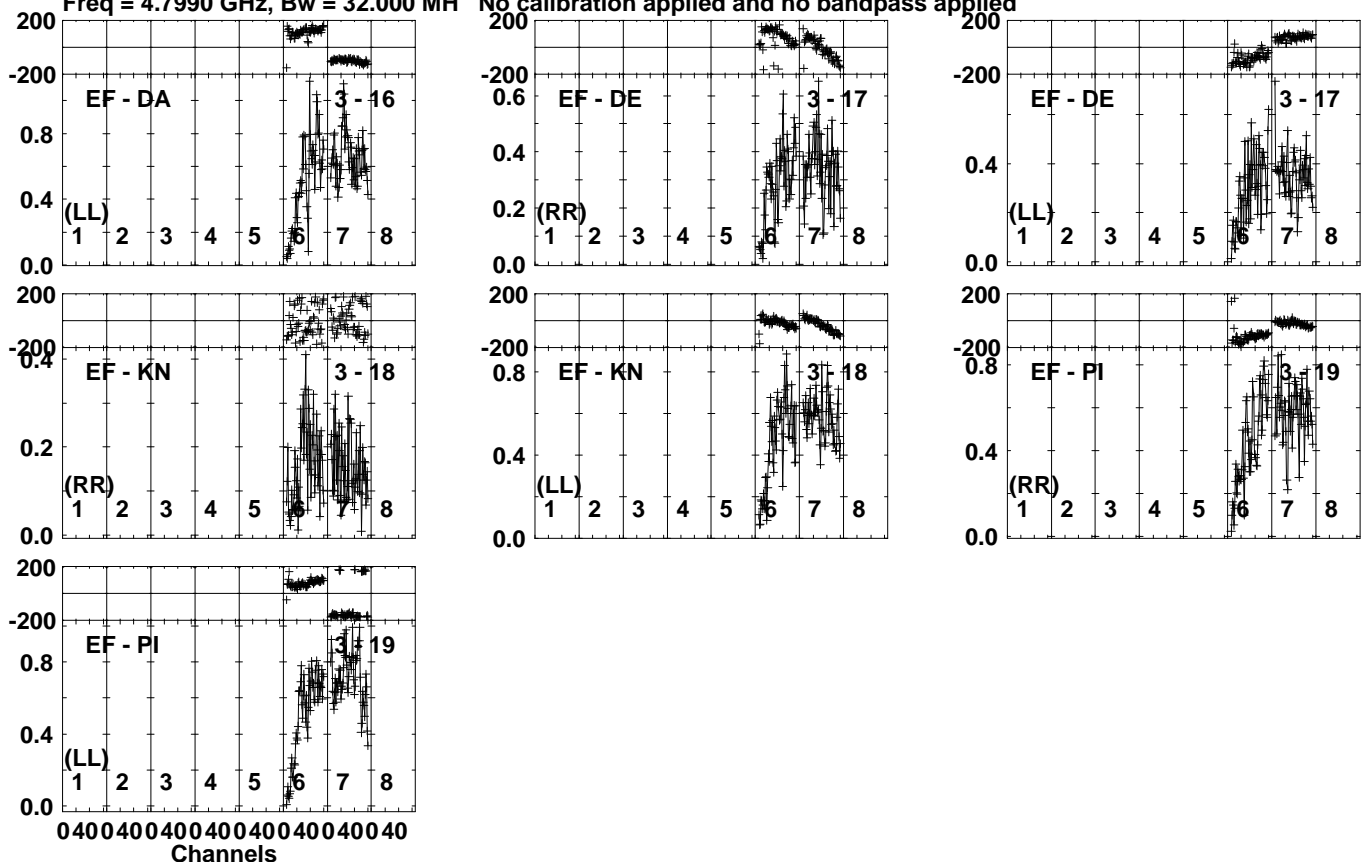 Freq = 4.7990 GHz, Bw = 32.000 MH No calibration applied and no bandpass applied
200
-200
EF - DA 3 - 16
0.8
0.4
(LL)
1 2 3 4 5 6 7 8
0.0
EF - DE 3 - 17
0.6
0.4
0.2
(RR)
1 2 3 4 5 6 7 8
0.0
200
-200
EF - DE 3 - 17
0.4
(LL)
1 2 3 4 5 6 7 8
0.0
200
-200
0.4
EF - KN 3 - 18
0.2
(RR)
1 2 3 4 5 6 7 8
0.0
200
-200
EF - KN 3 - 18
0.8
0.4
(LL)
1 2 3 4 5 6 7 8
0.0
200
-200
EF - PI 3 - 19
0.8
0.4
(RR)
1 2 3 4 5 6 7 8
0.0
200
-200
EF - PI 3 - 19
0.8
0.4
(LL)
1 2 3 4 5 6 7 8
0.0
0 40 0 40 0 40 0 40 0 40 0 40 0 40 0 40
Channels
200
-200